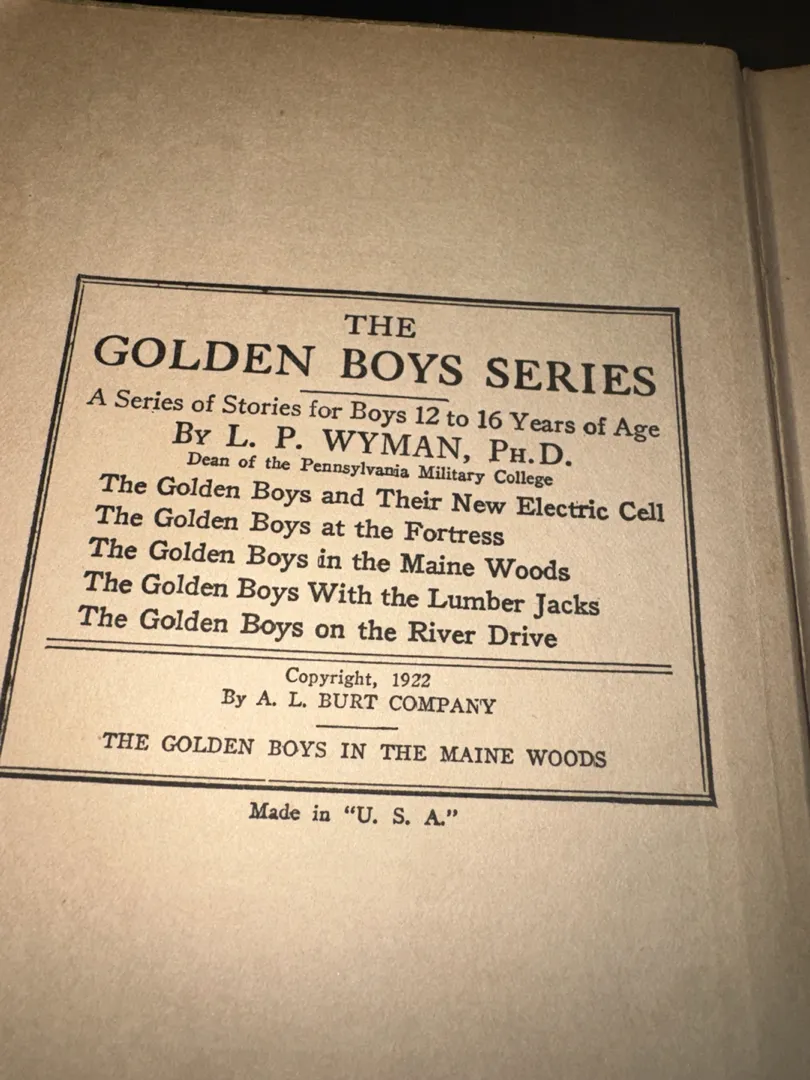 THE
GOLDEN BOYS SERIES
A Series of Stories for Boys 12 to 16 Years of Age
By L. P. WYMAN, Ph.D.
Dean of the Pennsylvania Military College
The Golden Boys and Their New Electric Cell
The Golden Boys at the Fortress
The Golden Boys in the Maine Woods
The Golden Boys With the Lumber Jacks
The Golden Boys on the River Drive
Copyright, 1922
By A. L. BURT COMPANY
THE GOLDEN BOYS IN THE MAINE WOODS
Made in “U. S. A.”